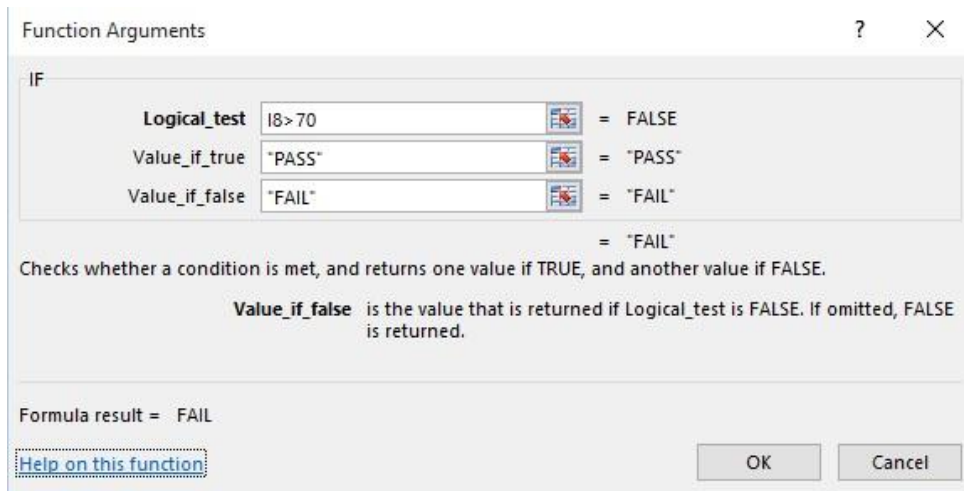 Function Arguments ? ×
IF
Logical_test I8>70 = FALSE
Value_if_true "PASS" = "PASS"
Value_if_false "FAIL" = "FAIL"
= "FAIL"
Checks whether a condition is met, and returns one value if TRUE, and another value if FALSE.
Value_if_false is the value that is returned if Logical_test is FALSE. If omitted, FALSE
is returned.
Formula result = FAIL
Help on this function OK Cancel